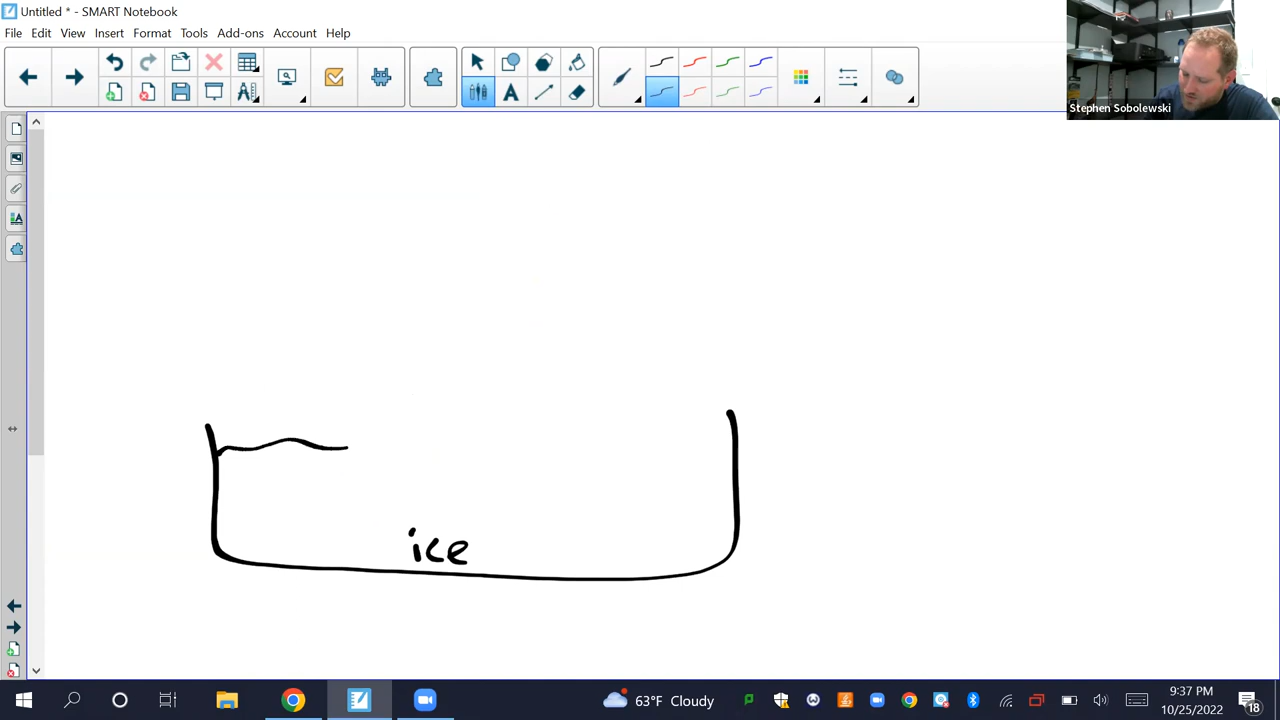 Untitled * - SMART Notebook
File Edit View Insert Format Tools Add-ons Account Help
A
Stephen Sobolewski
A
ice
63°F Cloudy
9:37 PM
10/25/2022
18